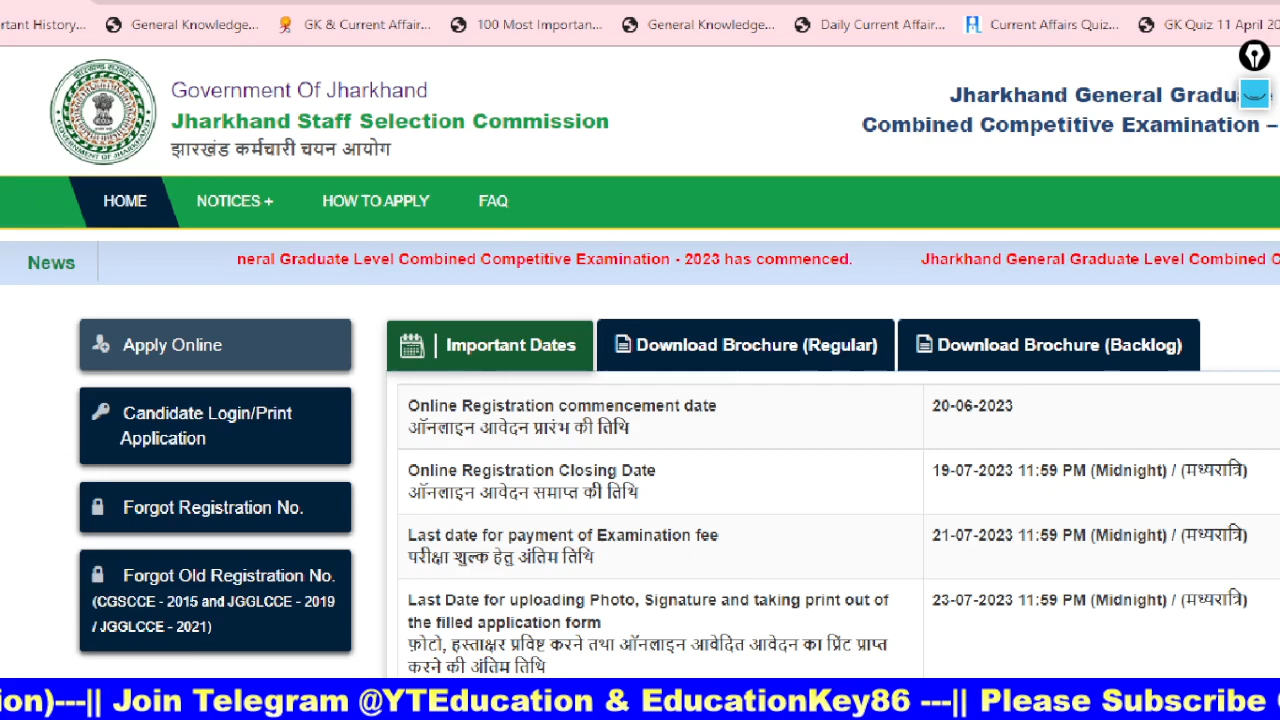 rtant History...
General Knowledge...
GK & Current Affair...
100 Most Importan...
General Knowledge...
Daily Current Affair...
Current Affairs Quiz...
GK Quiz 11 April 20
Government Of Jharkhand
Jharkhand Staff Selection Commission
झारखंड कर्मचारी चयन आयोग
Jharkhand General Gradu
Combined Competitive Examination –
HOME
NOTICES +
HOW TO APPLY
FAQ
News
neral Graduate Level Combined Competitive Examination - 2023 has commenced.
Jharkhand General Graduate Level Combined C
Apply Online
Candidate Login/Print
Application
Forgot Registration No.
Forgot Old Registration No.
(CGSCCE - 2015 and JGGLCCE - 2019
/ JGGLCCE - 2021)
Important Dates
Download Brochure (Regular)
Download Brochure (Backlog)
Online Registration commencement date
ऑनलाइन आवेदन प्रारंभ की तिथि
20-06-2023
Online Registration Closing Date
ऑनलाइन आवेदन समाप्त की तिथि
19-07-2023 11:59 PM (Midnight) / (मध्यरात्रि)
Last date for payment of Examination fee
परीक्षा शुल्क हेतु अंतिम तिथि
21-07-2023 11:59 PM (Midnight) / (मध्यरात्रि)
Last Date for uploading Photo, Signature and taking print out of
the filled application form
फ़ोटो, हस्ताक्षर प्रविष्ट करने तथा ऑनलाइन आवेदित आवेदन का प्रिंट प्राप्त
करने की अंतिम तिथि
23-07-2023 11:59 PM (Midnight) / (मध्यरात्रि)
ion)---|| Join Telegram @YTEducation & EducationKey86 ---|| Please Subscribe